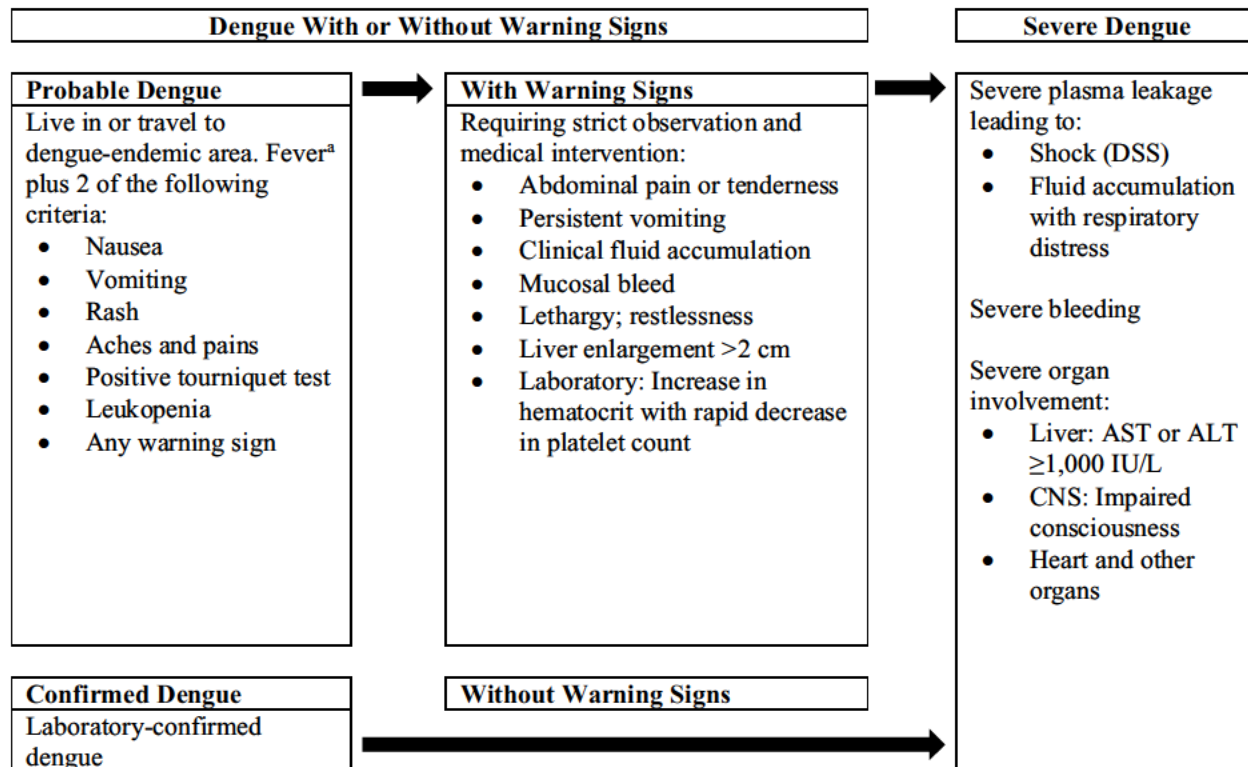 Dengue With or Without Warning Signs
Severe Dengue
Probable Dengue
Live in or travel to
dengue-endemic area. Feverᵃ
plus 2 of the following
criteria:
• Nausea
• Vomiting
• Rash
• Aches and pains
• Positive tourniquet test
• Leukopenia
• Any warning sign
With Warning Signs
Requiring strict observation and
medical intervention:
• Abdominal pain or tenderness
• Persistent vomiting
• Clinical fluid accumulation
• Mucosal bleed
• Lethargy; restlessness
• Liver enlargement >2 cm
• Laboratory: Increase in
hematocrit with rapid decrease
in platelet count
Severe plasma leakage
leading to:
• Shock (DSS)
• Fluid accumulation
with respiratory
distress
Severe bleeding
Severe organ
involvement:
• Liver: AST or ALT
≥1,000 IU/L
• CNS: Impaired
consciousness
• Heart and other
organs
Confirmed Dengue
Laboratory-confirmed
dengue
Without Warning Signs